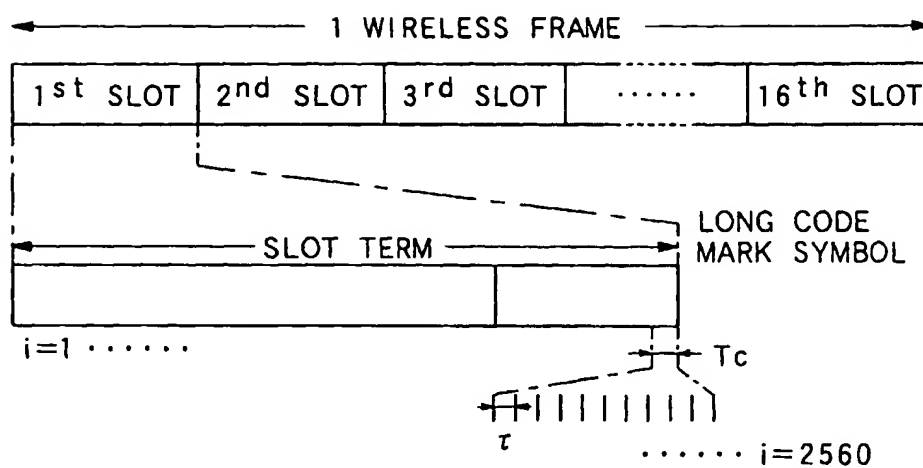 1 WIRELESS FRAME
1st SLOT 2nd SLOT 3rd SLOT ······ 16th SLOT
LONG CODE
MARK SYMBOL
SLOT TERM
i=1 ······
Tc
τ
······ i=2560